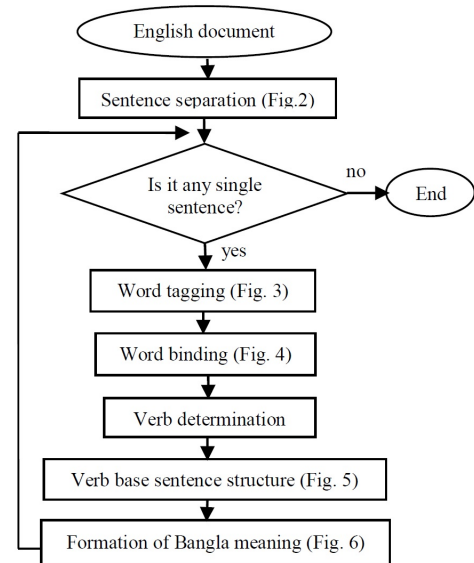 English document
Sentence separation (Fig.2)
Is it any single
sentence?
no
End
yes
Word tagging (Fig. 3)
Word binding (Fig. 4)
Verb determination
Verb base sentence structure (Fig. 5)
Formation of Bangla meaning (Fig. 6)